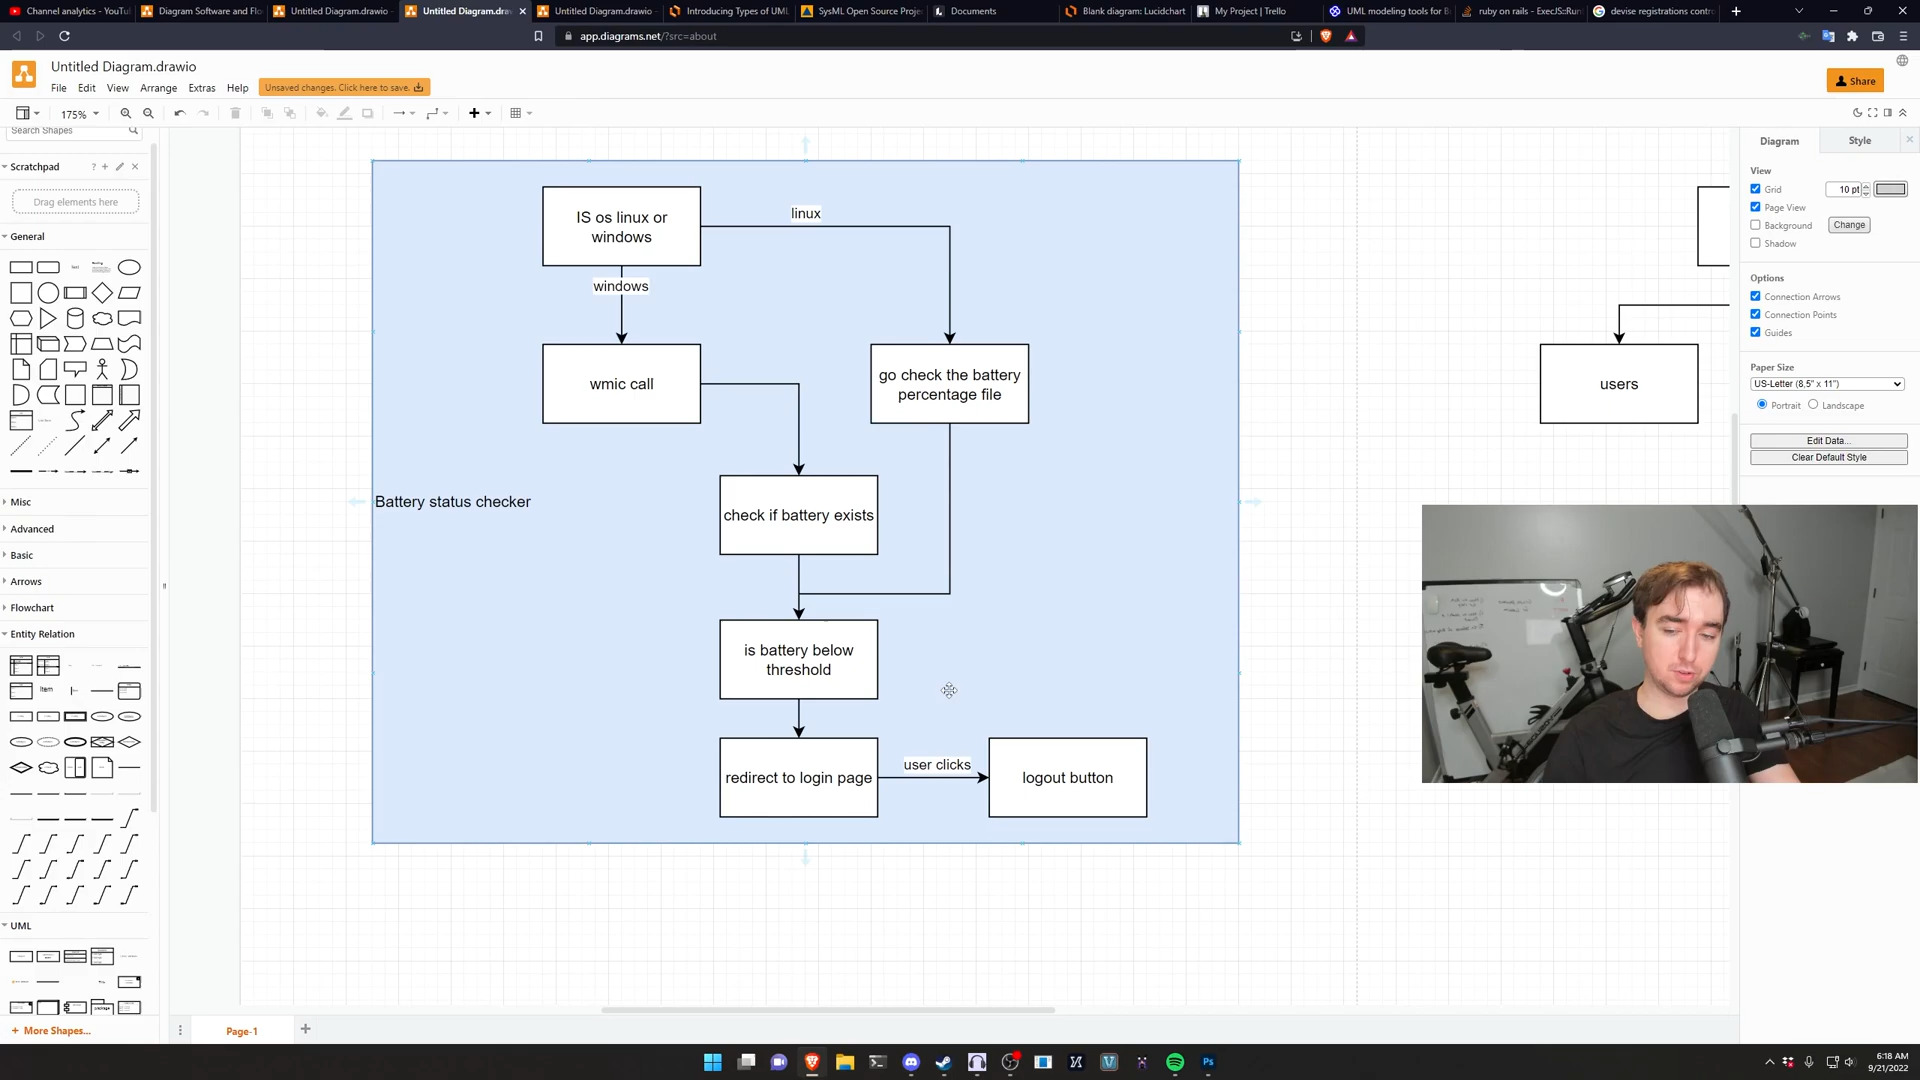 Channel analytics - YouTu
Diagram Software and Flo
Untitled Diagram.drawio -
Untitled Diagram.draw
Untitled Diagram.drawio -
Introducing Types of UML
SysML Open Source Proje
Documents
Blank diagram: Lucidchart
My Project | Trello
UML modeling tools for B
ruby on rails - ExecJS::Run
devise registrations contr
app.diagrams.net/?src=about
Untitled Diagram.drawio
File Edit View Arrange Extras Help
Unsaved changes. Click here to save.
Share
175%
Search Shapes
Scratchpad
Drag elements here
General
Misc
Advanced
Basic
Arrows
Flowchart
Entity Relation
Item
UML
package
+ More Shapes...
IS os linux or
windows
linux
windows
wmic call
go check the battery
percentage file
Battery status checker
check if battery exists
is battery below
threshold
redirect to login page
user clicks
logout button
users
Diagram
Style
View
Grid
10 pt
Page View
Background
Change
Shadow
Options
Connection Arrows
Connection Points
Guides
Paper Size
US-Letter (8,5" x 11")
Portrait
Landscape
Edit Data...
Clear Default Style
Page-1
6:18 AM
9/21/2022